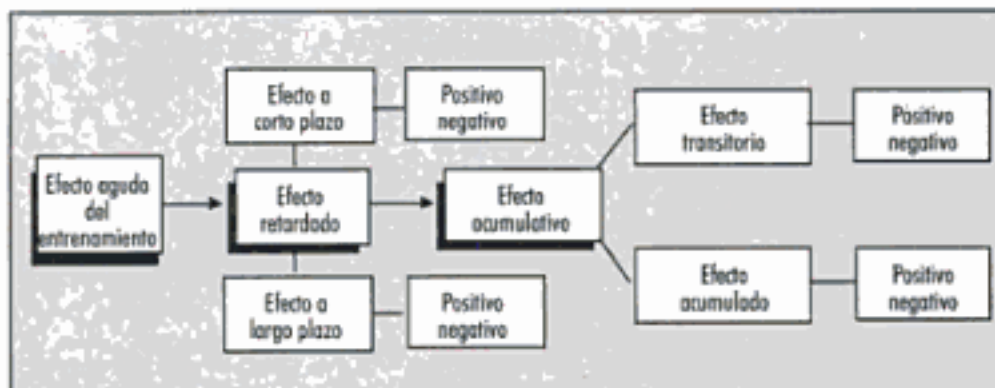 Efecto a
corto plazo
Positivo
negativo
Efecto
transitorio
Positivo
negativo
Efecto aguda
del
entrenamiento
Efecto
retardado
Efecto
acumulativo
Efecto a
largo plazo
Positivo
negativo
Efecto
acumulado
Positivo
negativo